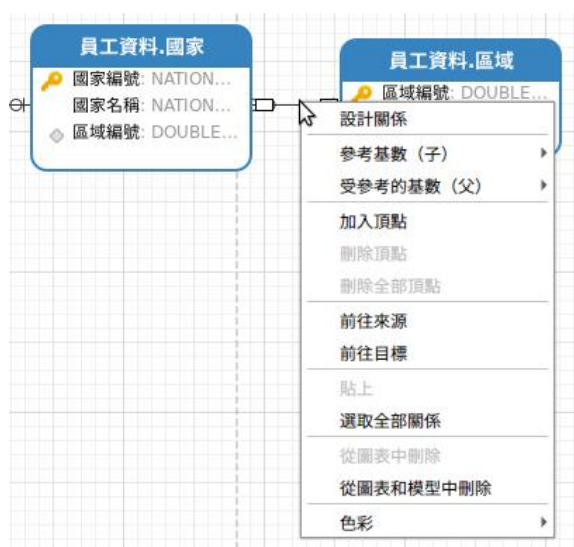 員工資料.國家
國家編號: NATION...
國家名稱: NATION...
區域編號: DOUBLE...
員工資料.區域
區域編號: DOUBLE...
設計關係
參考基數（子）
受參考的基數（父）
加入頂點
刪除頂點
刪除全部頂點
前往來源
前往目標
貼上
選取全部關係
從圖表中刪除
從圖表和模型中刪除
色彩